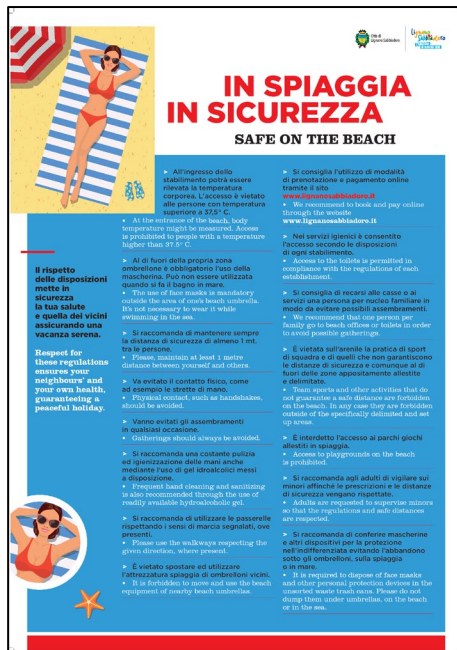 Città di
Lignano Sabbiadoro
Lignano
Sabbiadoro
IN SPIAGGIA
IN SICUREZZA
SAFE ON THE BEACH
Il rispetto
delle disposizioni
mette in
sicurezza
la tua salute
e quella dei vicini
assicurando una
vacanza serena.
Respect for
these regulations
ensures your
neighbours' and
your own health,
guaranteeing a
peaceful holiday.
➤ All'ingresso dello
stabilimento potrà essere
rilevata la temperatura
corporea. L'accesso è vietato
alle persone con temperatura
superiore a 37,5° C.
• At the entrance of the beach, body
temperature might be measured. Access
is prohibited to people with a temperature
higher than 37.5° C.
➤ Al di fuori della propria zona
ombrellone è obbligatorio l'uso della
mascherina. Può non essere utilizzata
quando si fa il bagno in mare.
• The use of face masks is mandatory
outside the area of one's beach umbrella.
It's not necessary to wear it while
swimming in the sea.
➤ Si raccomanda di mantenere sempre
la distanza di sicurezza di almeno 1 mt.
tra le persone.
• Please, maintain at least 1 metre
distance between yourself and others.
➤ Va evitato il contatto fisico, come
ad esempio le strette di mano.
• Physical contact, such as handshakes,
should be avoided.
➤ Vanno evitati gli assembramenti
in qualsiasi occasione.
• Gatherings should always be avoided.
➤ Si raccomanda una costante pulizia
ed igienizzazione delle mani anche
mediante l'uso di gel idroalcolici messi
a disposizione.
• Frequent hand cleaning and sanitizing
is also recommended through the use of
readily available hydroalcoholic gel.
➤ Si raccomanda di utilizzare le passerelle
rispettando i sensi di marcia segnalati, ove
presenti.
• Please use the walkways respecting the
given direction, where present.
➤ È vietato spostare ed utilizzare
l'attrezzatura spiaggia di ombrelloni vicini.
• It is forbidden to move and use the beach
equipment of nearby beach umbrellas.
➤ Si consiglia l'utilizzo di modalità
di prenotazione e pagamento online
tramite il sito
www.lignanosabbiadoro.it
• We recommend to book and pay online
through the website
www.lignanosabbiadoro.it
➤ Nei servizi igienici è consentito
l'accesso secondo le disposizioni
di ogni stabilimento.
• Access to the toilets is permitted in
compliance with the regulations of each
establishment.
➤ Si consiglia di recarsi alle casse o ai
servizi una persona per nucleo familiare in
modo da evitare possibili assembramenti.
• We recommend that one person per
family go to beach offices or toilets in order
to avoid possible gatherings.
➤ È vietata sull'arenile la pratica di sport
di squadra e di quelli che non garantiscono
le distanze di sicurezza e comunque al di
fuori delle zone appositamente allestite
e delimitate.
• Team sports and other activities that do
not guarantee a safe distance are forbidden
on the beach. In any case they are forbidden
outside of the specifically delimited and set
up areas.
➤ È interdetto l'accesso ai parchi giochi
allestiti in spiaggia.
• Access to playgrounds on the beach
is prohibited.
➤ Si raccomanda agli adulti di vigilare sui
minori affinché le prescrizioni e le distanze
di sicurezza vengano rispettate.
• Adults are requested to supervise minors
so that the regulations and safe distances
are respected.
➤ Si raccomanda di conferire mascherine
e altri dispositivi per la protezione
nell'indifferenziata evitando l'abbandono
sotto gli ombrelloni, sulla spiaggia
o in mare.
• It is required to dispose of face masks
and other personal protection devices in the
unsorted waste trash cans. Please do not
dump them under umbrellas, on the beach
or in the sea.